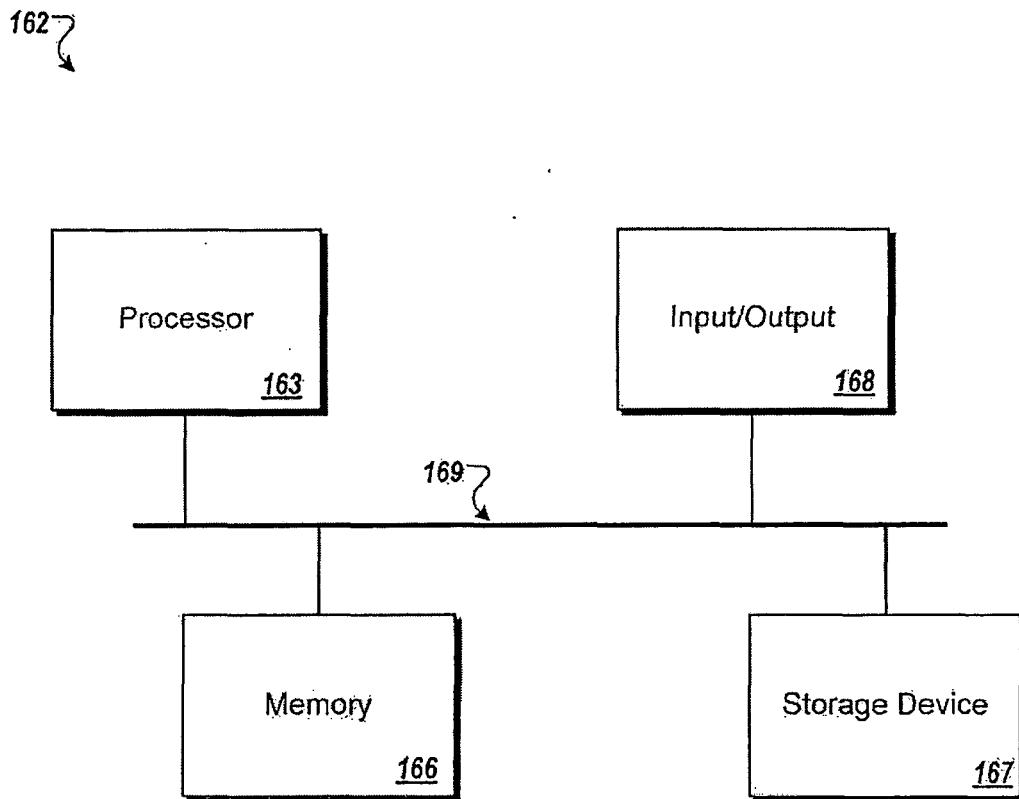 162
Processor
163
Input/Output
168
169
Memory
166
Storage Device
167